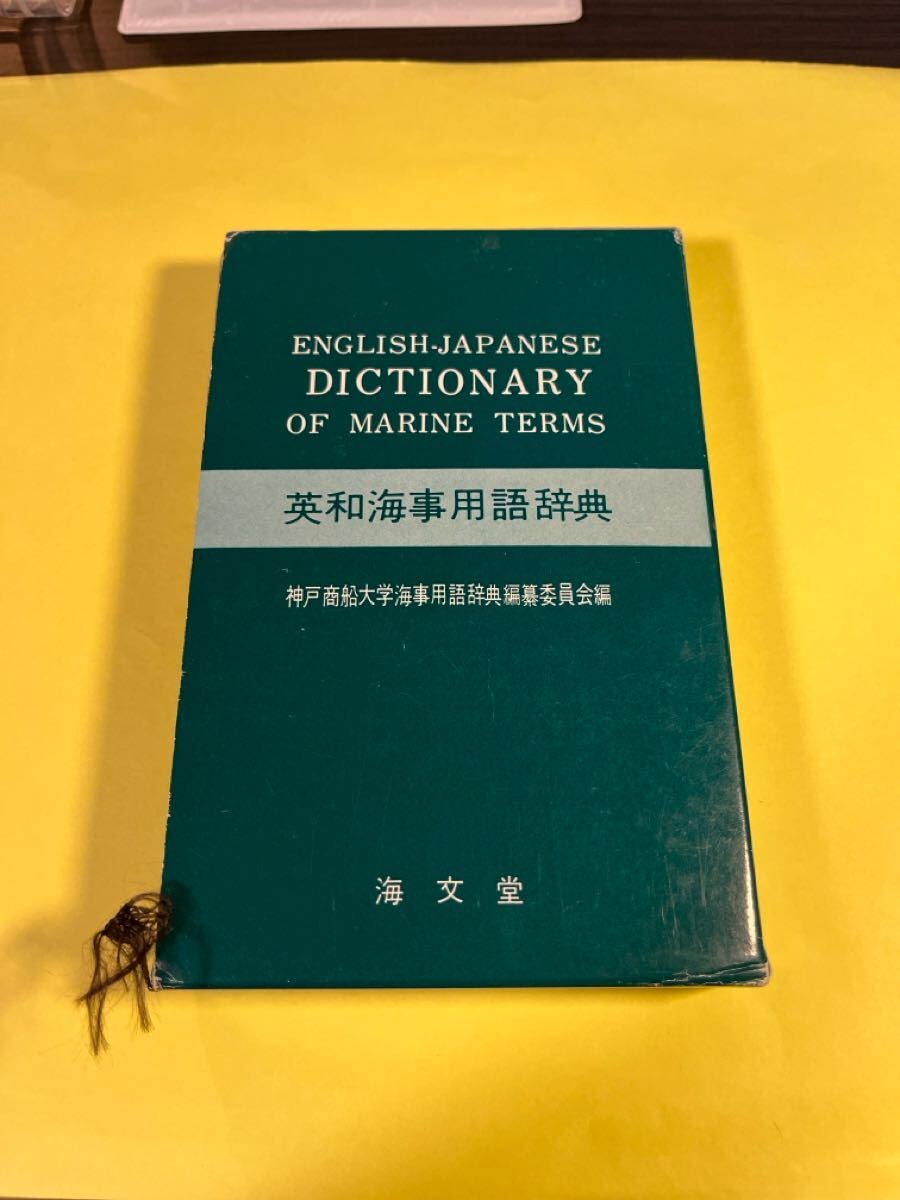 ENGLISH-JAPANESE
DICTIONARY
OF MARINE TERMS
英和海事用語辞典
神戸商船大学海事用語辞典編纂委員会編
海文堂